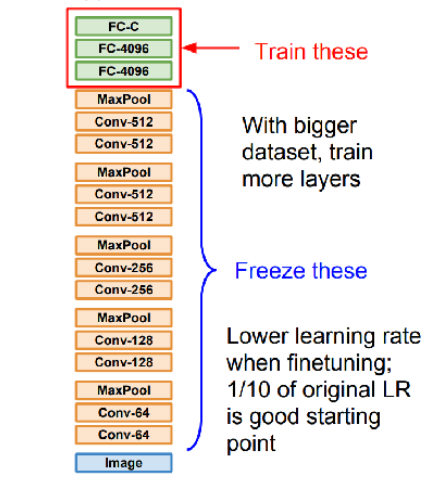 FC-C
FC-4096
FC-4096
Train these
MaxPool
Conv-512
Conv-512
With bigger
dataset, train
more layers
MaxPool
Conv-512
Conv-512
MaxPool
Conv-256
Conv-256
Freeze these
MaxPool
Conv-128
Conv-128
Lower learning rate
when finetuning;
1/10 of original LR
is good starting
point
MaxPool
Conv-64
Conv-64
Image